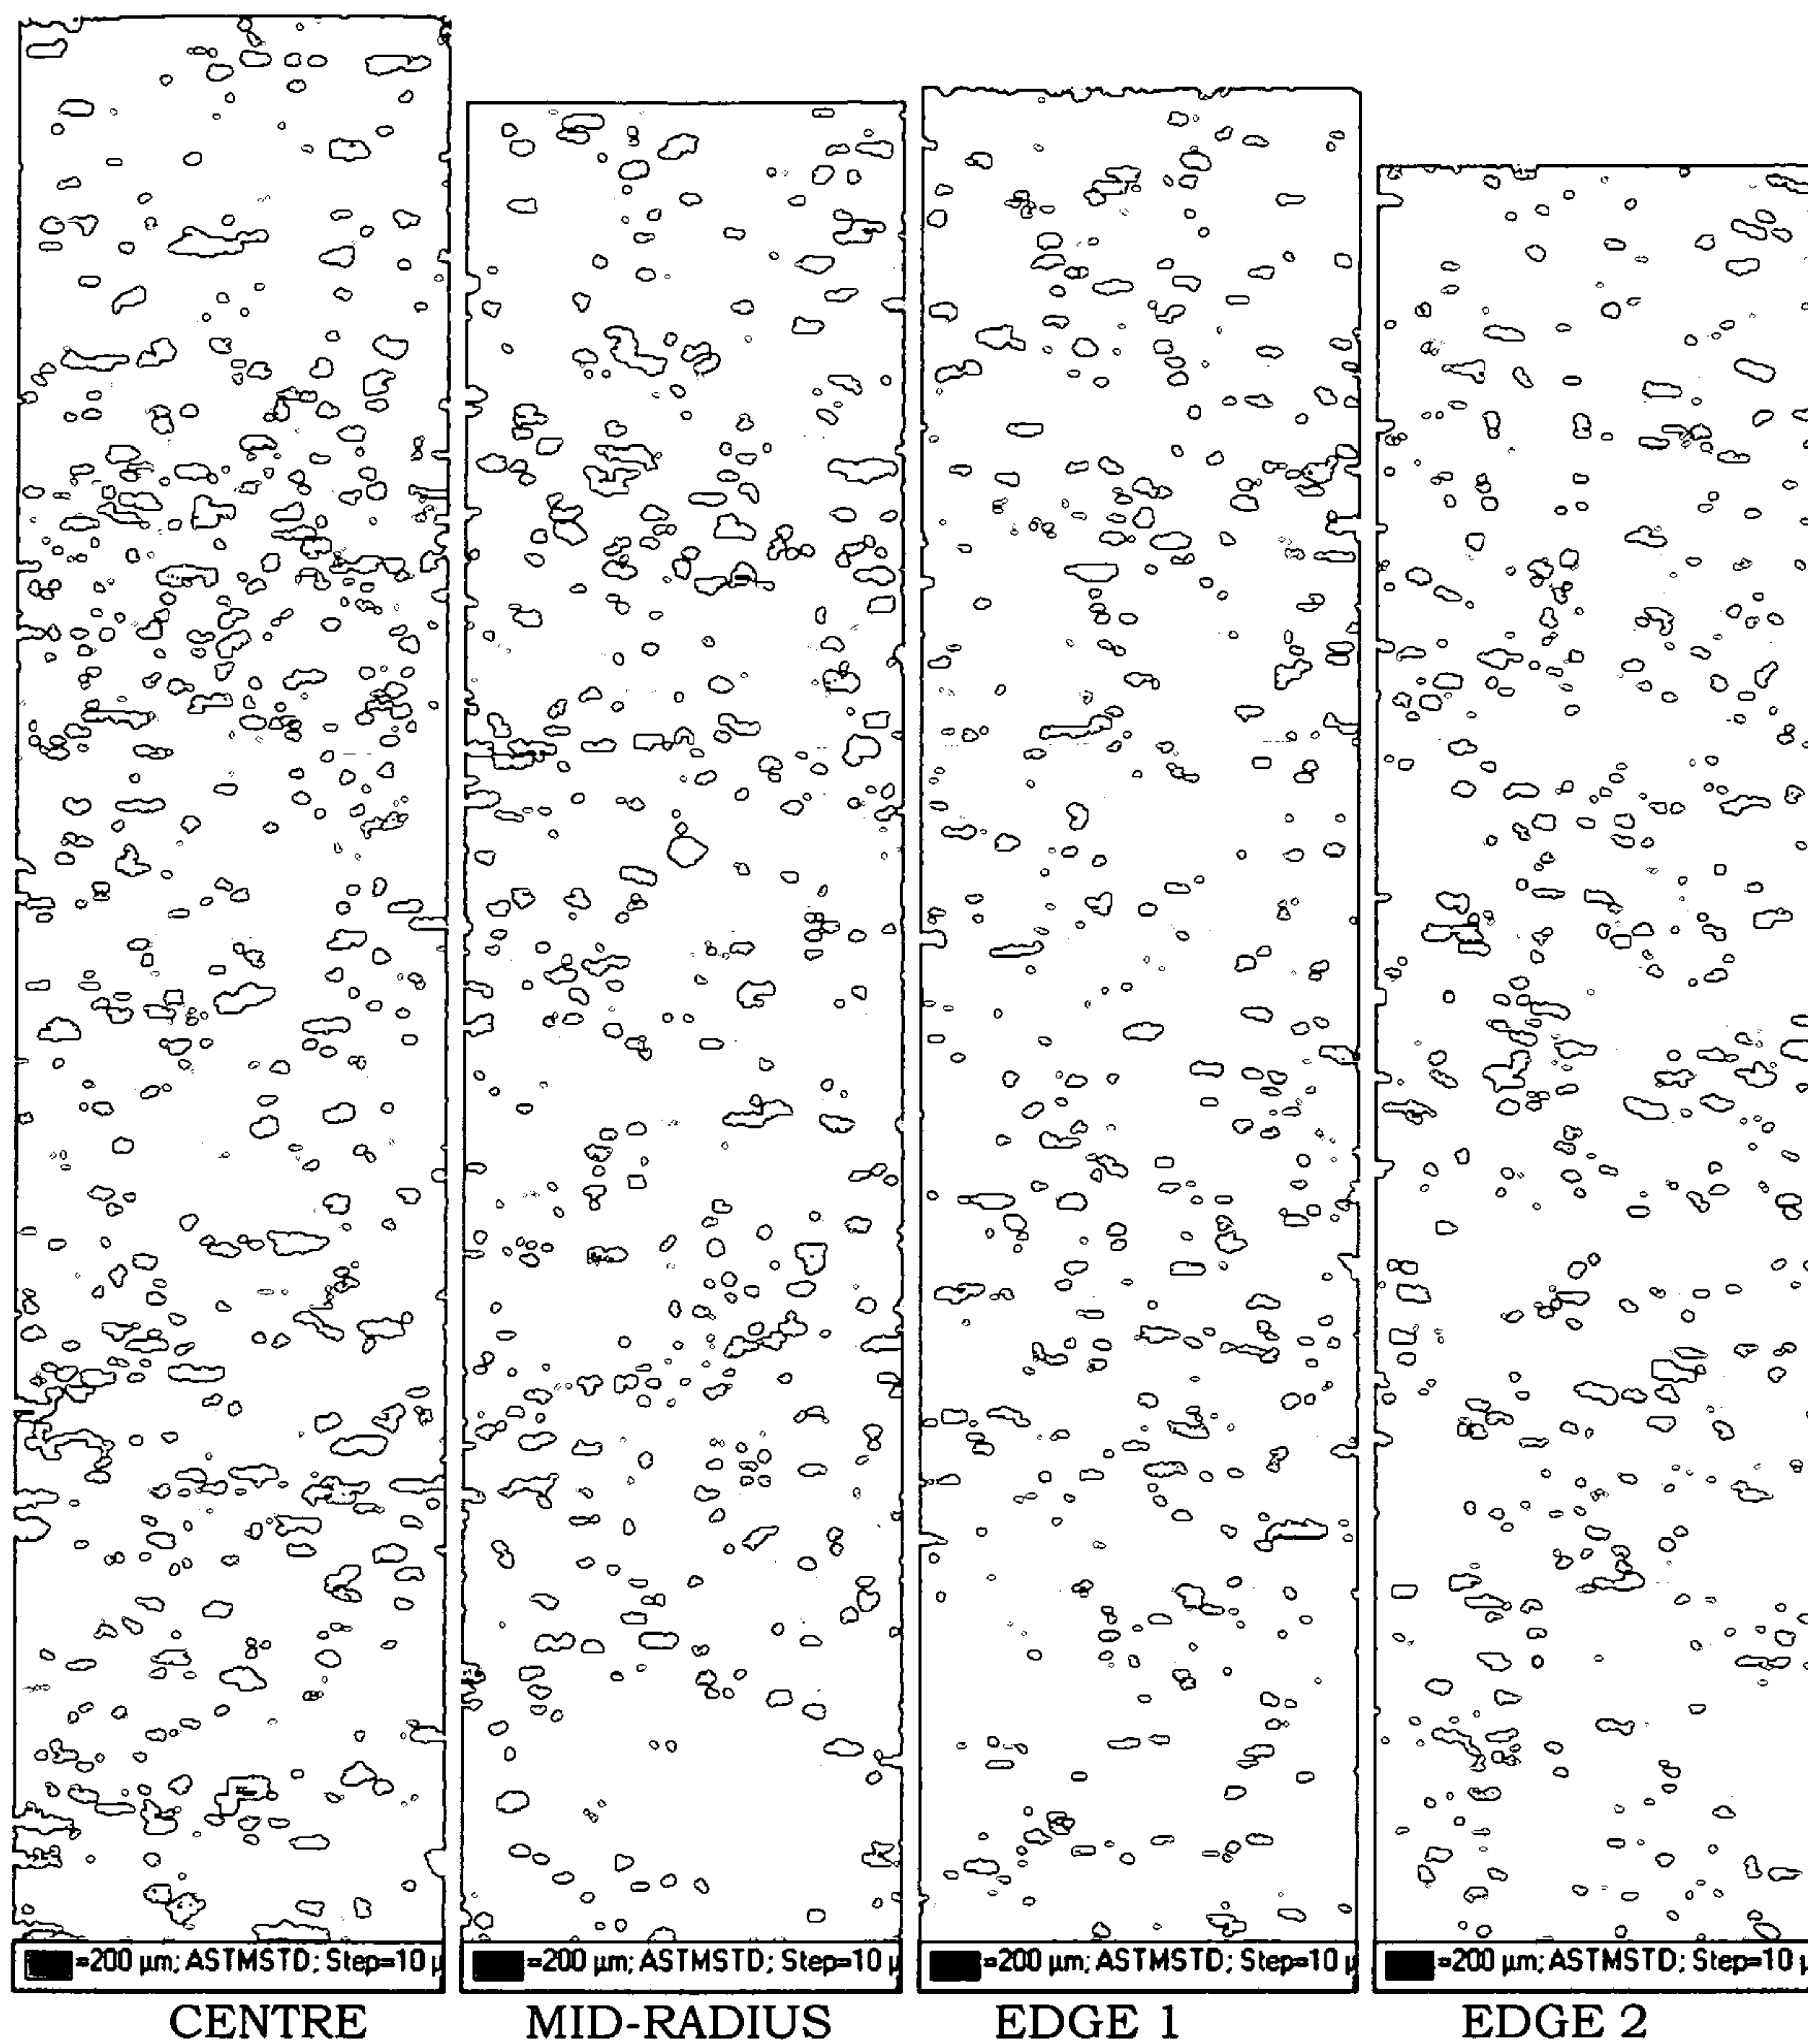 =200 µm; ASTMSTD; Step=10 µ
=200 µm; ASTMSTD; Step=10 µ
=200 µm; ASTMSTD; Step=10 µ
=200 µm; ASTMSTD; Step=10 µ
CENTRE
MID-RADIUS
EDGE 1
EDGE 2